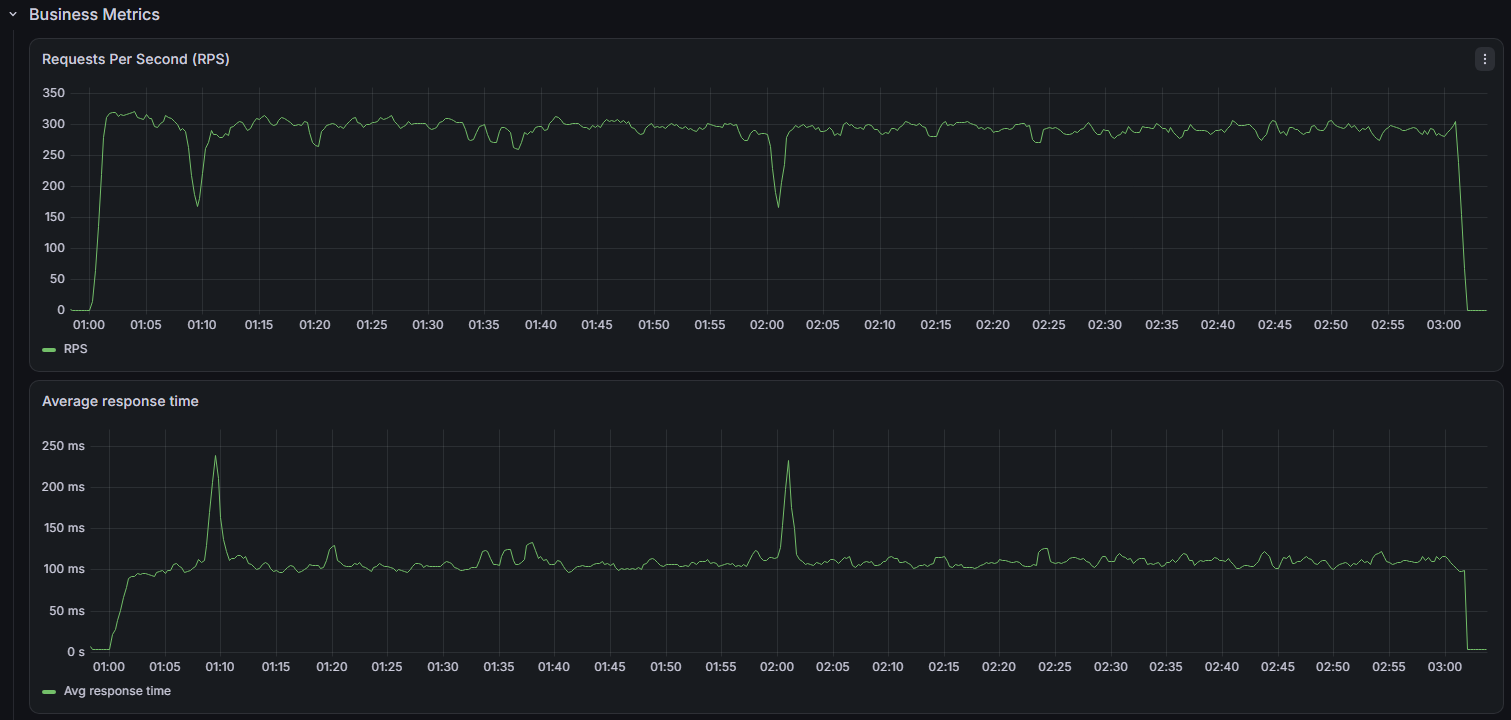 Business Metrics
Requests Per Second (RPS)
350
300
250
200
150
100
50
0
01:00 01:05 01:10 01:15 01:20 01:25 01:30 01:35 01:40 01:45 01:50 01:55 02:00 02:05 02:10 02:15 02:20 02:25 02:30 02:35 02:40 02:45 02:50 02:55 03:00
RPS
Average response time
250 ms
200 ms
150 ms
100 ms
50 ms
0 s
01:00 01:05 01:10 01:15 01:20 01:25 01:30 01:35 01:40 01:45 01:50 01:55 02:00 02:05 02:10 02:15 02:20 02:25 02:30 02:35 02:40 02:45 02:50 02:55 03:00
Avg response time